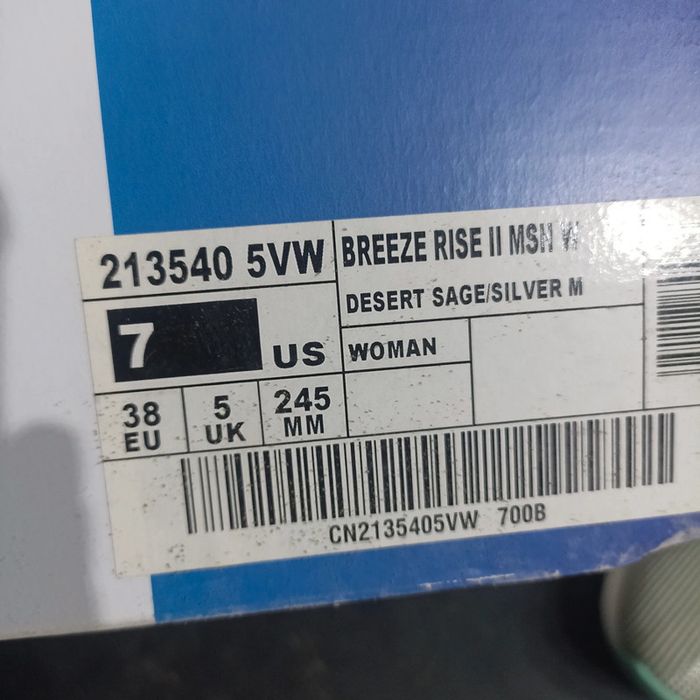 213540 5VW
BREEZE RISE II MSH W
DESERT SAGE/SILVER M
7 US
WOMAN
38 EU
5 UK
245 MM
CN2135405VW 700B